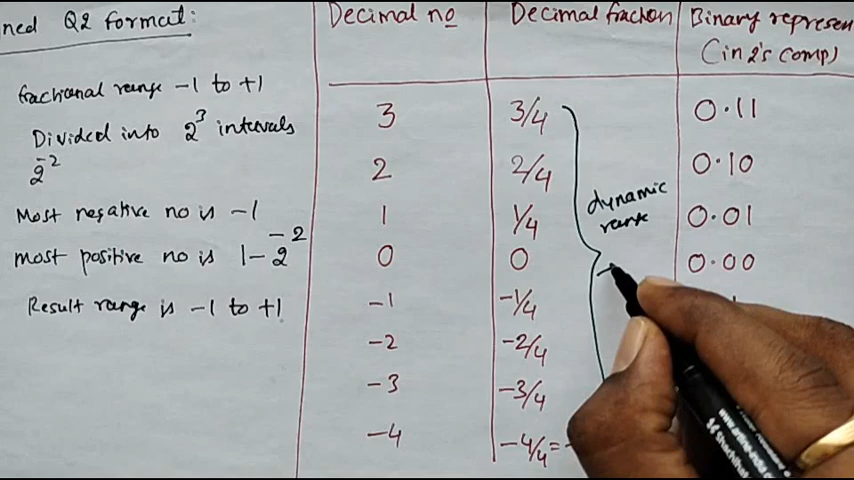 ned Q2 format:
fractional range -1 to +1
Divided into 2³ intervals
2⁻²
Most negative no is -1
most positive no is 1-2⁻²
Result range is -1 to +1
Decimal no
3
2
1
0
-1
-2
-3
-4
Decimal fraction
3/4
2/4
1/4
0
-1/4
-2/4
-3/4
-4/4=
dynamic
range
Binary represen
(in 2's comp)
0.11
0.10
0.01
0.00